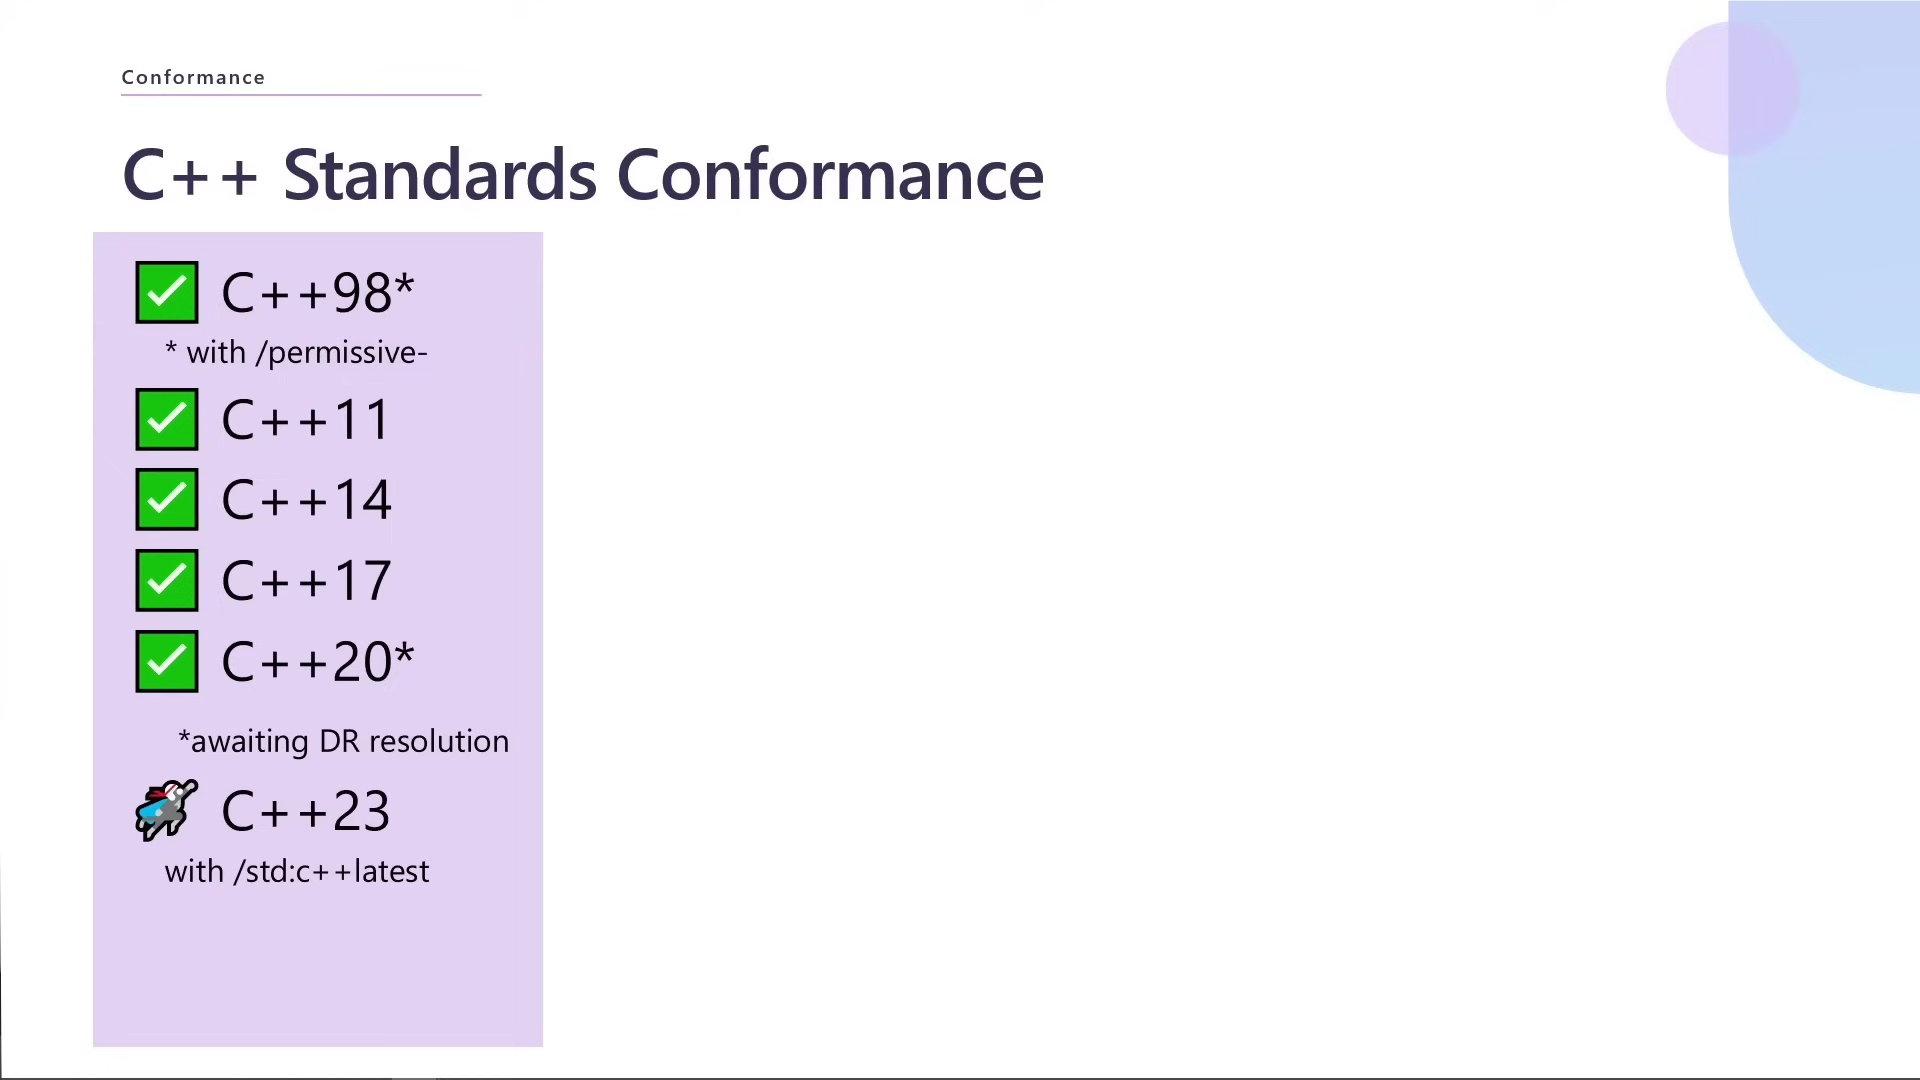 Conformance
C++ Standards Conformance
C++98*
* with /permissive-
C++11
C++14
C++17
C++20*
*awaiting DR resolution
C++23
with /std:c++latest